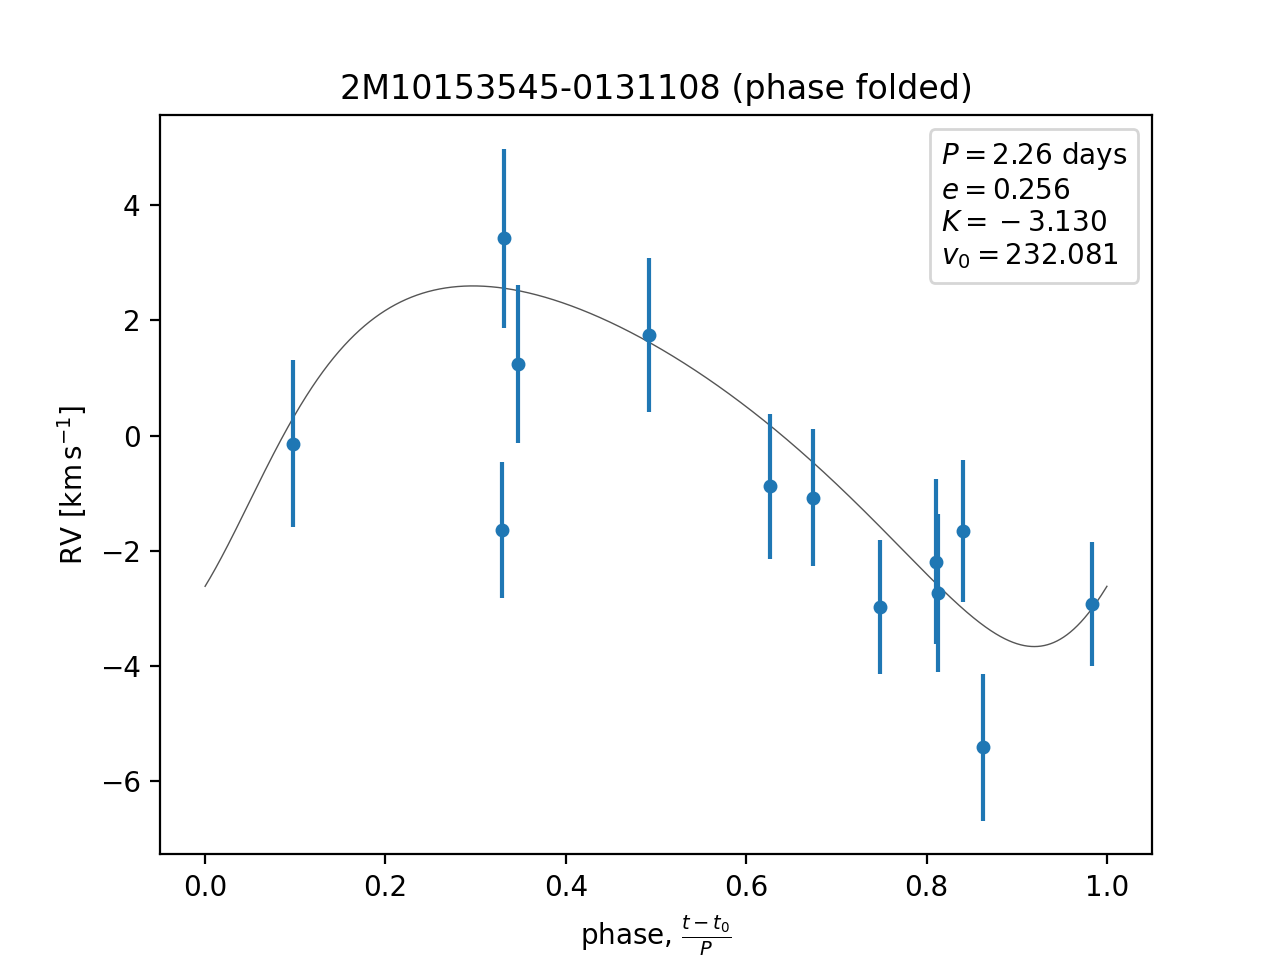 2M10153545-0131108 (phase folded)
P = 2.26 days
e = 0.256
K = −3.130
v₀ = 232.081
RV [km s⁻¹]
4
2
0
−2
−4
−6
0.0 0.2 0.4 0.6 0.8 1.0
phase, (t − t₀)/P